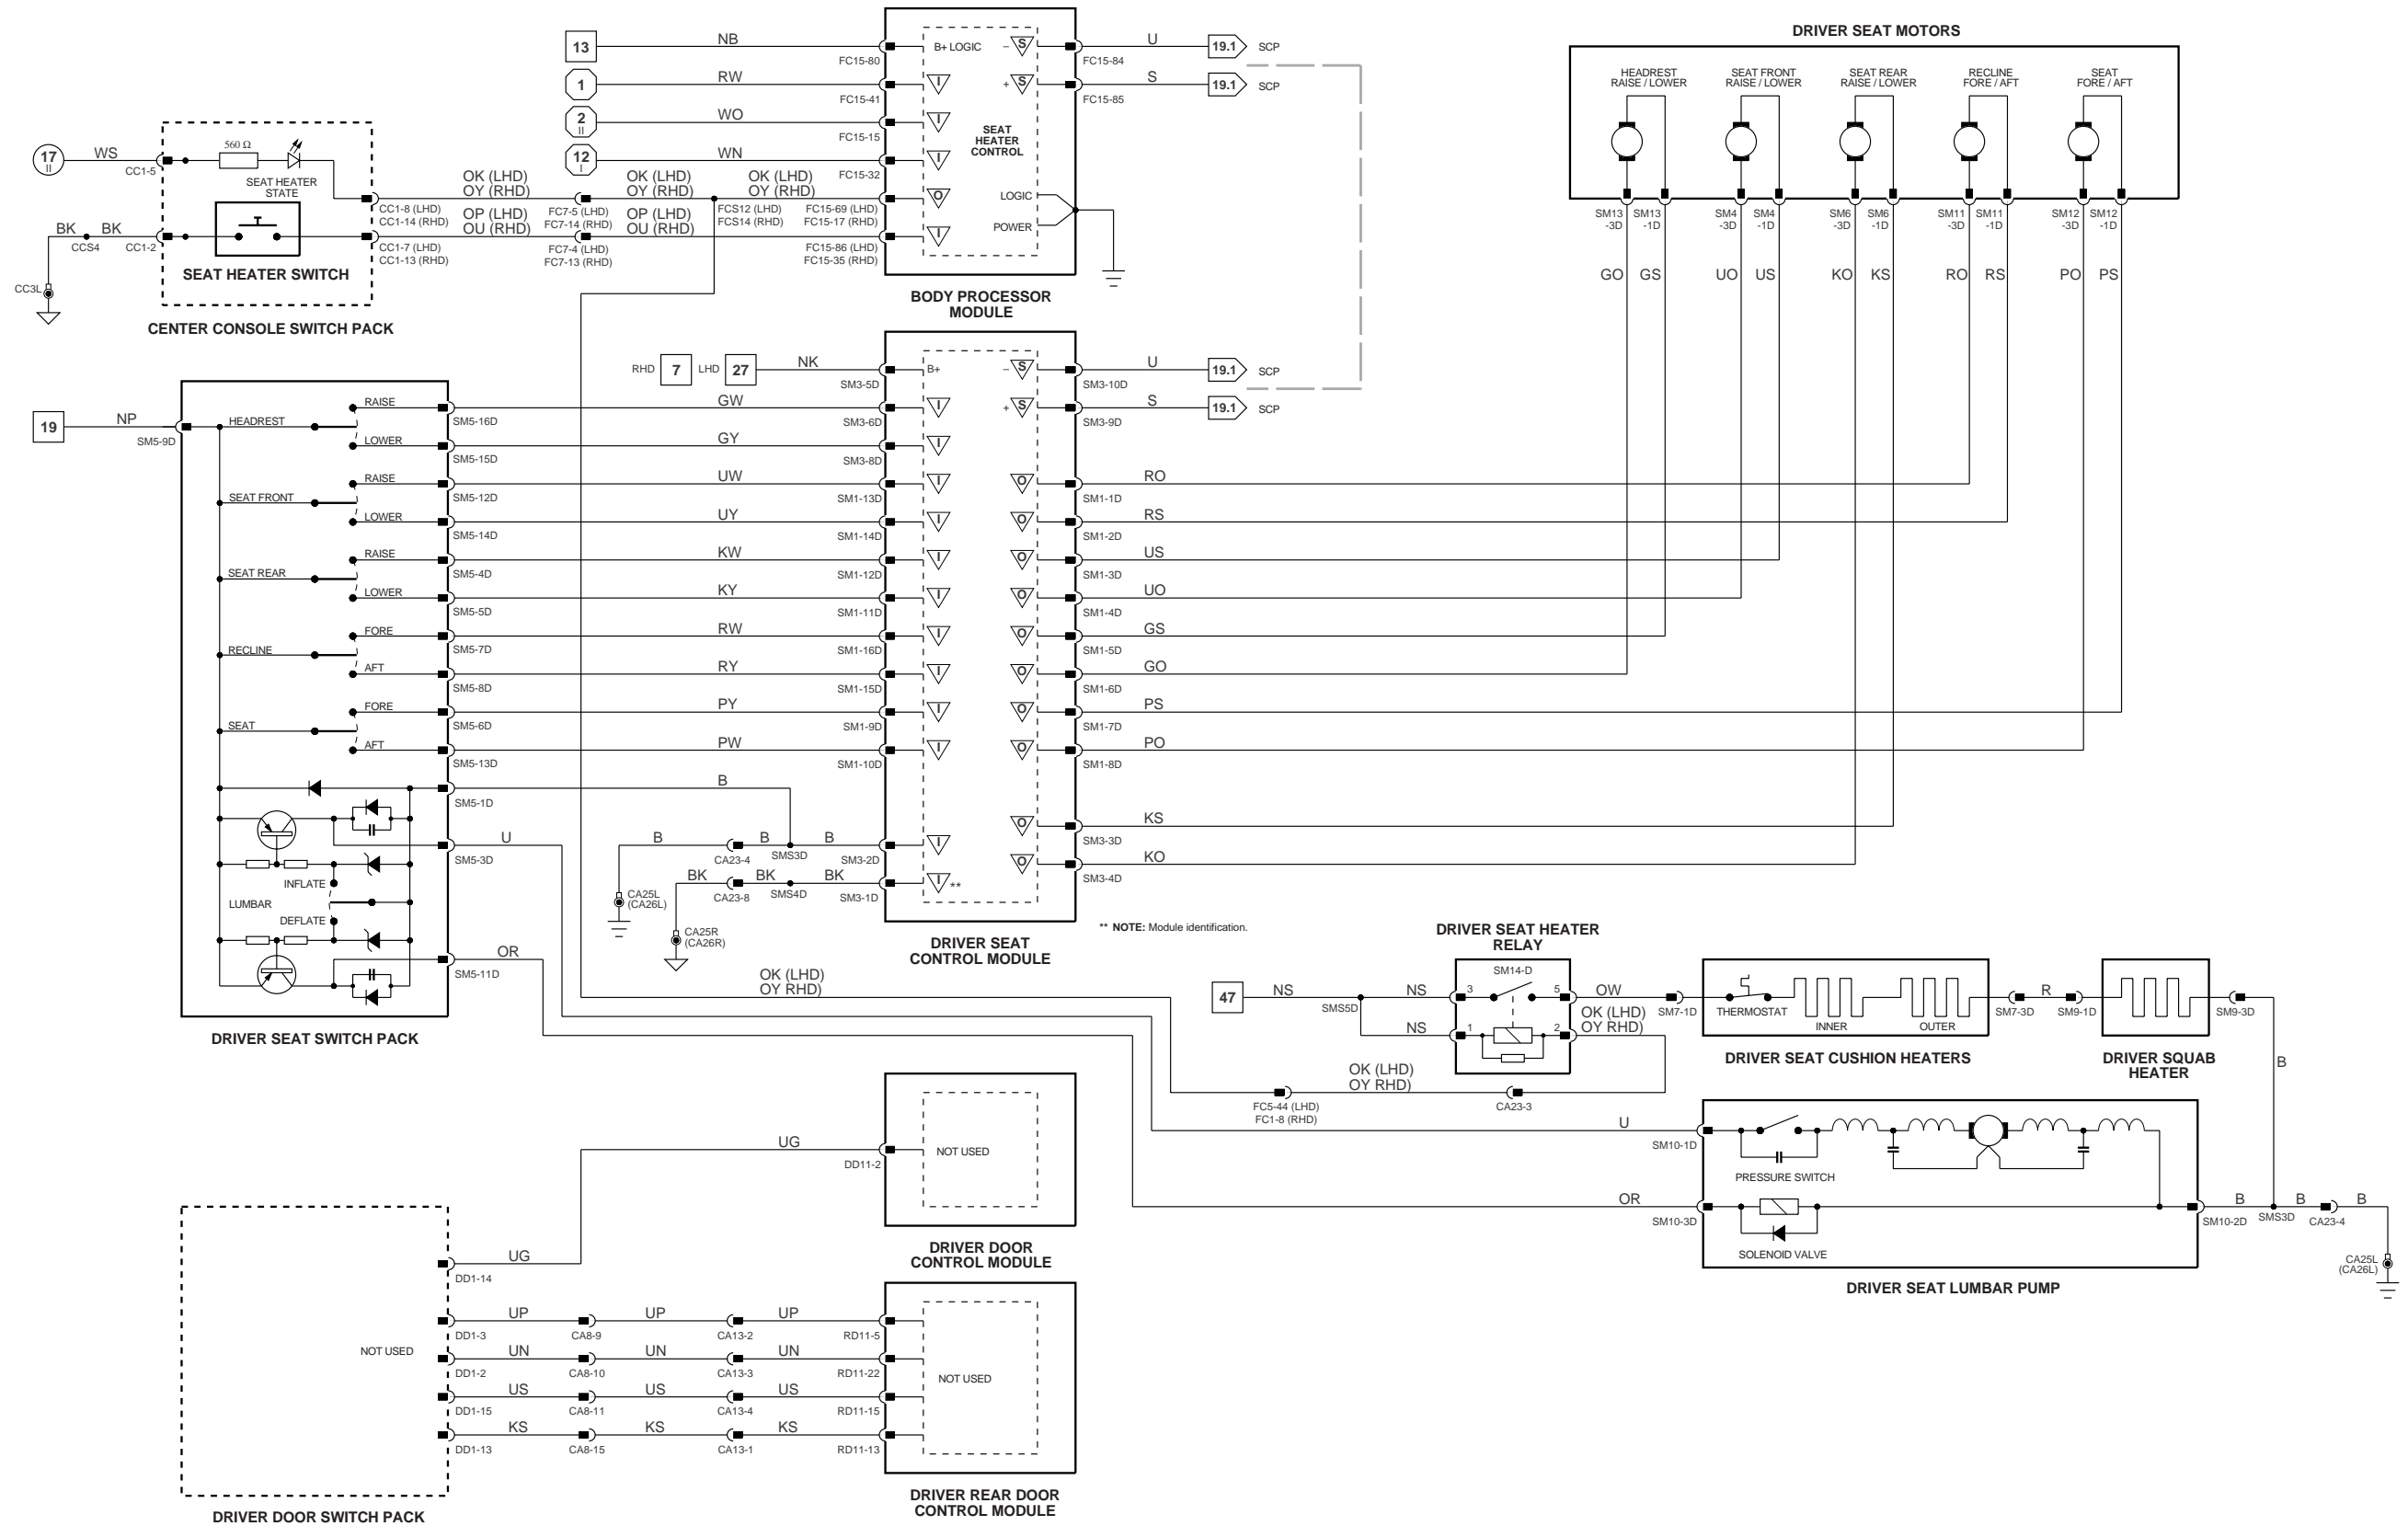 DRIVER SEAT MOTORS
HEADREST
RAISE / LOWER
SEAT FRONT
RAISE / LOWER
SEAT REAR
RAISE / LOWER
RECLINE
FORE / AFT
SEAT
FORE / AFT
SM13
-3D
SM13
-1D
SM4
-3D
SM4
-1D
SM6
-3D
SM6
-1D
SM11
-3D
SM11
-1D
SM12
-3D
SM12
-1D
GO GS UO US KO KS RO RS PO PS
13 NB FC15-80 B+ LOGIC – S FC15-84 U 19.1 SCP
1 RW FC15-41 I + S FC15-85 S 19.1 SCP
2 II WO FC15-15 I
12 I WN FC15-32 I
SEAT
HEATER
CONTROL
LOGIC
POWER
O
I
BODY PROCESSOR
MODULE
17 II WS CC1-5
560 Ω
SEAT HEATER
STATE
BK CCS4 BK CC1-2
CC3L
SEAT HEATER SWITCH
CENTER CONSOLE SWITCH PACK
CC1-8 (LHD)
CC1-14 (RHD)
OK (LHD)
OY (RHD)
FC7-5 (LHD)
FC7-14 (RHD)
OK (LHD)
OY (RHD)
FCS12 (LHD)
FCS14 (RHD)
OK (LHD)
OY (RHD)
FC15-69 (LHD)
FC15-17 (RHD)
CC1-7 (LHD)
CC1-13 (RHD)
OP (LHD)
OU (RHD)
FC7-4 (LHD)
FC7-13 (RHD)
OP (LHD)
OU (RHD)
FC15-86 (LHD)
FC15-35 (RHD)
RHD 7 LHD 27 NK SM3-5D B+ – S SM3-10D U 19.1 SCP
+ S SM3-9D S 19.1 SCP
19 NP SM5-9D
HEADREST
RAISE SM5-16D GW SM3-6D I
LOWER SM5-15D GY SM3-8D I
SEAT FRONT
RAISE SM5-12D UW SM1-13D I O SM1-1D RO
LOWER SM5-14D UY SM1-14D I O SM1-2D RS
SEAT REAR
RAISE SM5-4D KW SM1-12D I O SM1-3D US
LOWER SM5-5D KY SM1-11D I O SM1-4D UO
RECLINE
FORE SM5-7D RW SM1-16D I O SM1-5D GS
AFT SM5-8D RY SM1-15D I O SM1-6D GO
SEAT
FORE SM5-6D PY SM1-9D I O SM1-7D PS
AFT SM5-13D PW SM1-10D I O SM1-8D PO
SM5-1D B
O SM3-3D KS
SM5-3D U
B CA23-4 B SMS3D B SM3-2D I O SM3-4D KO
BK CA23-8 BK SMS4D BK SM3-1D I **
CA25L
(CA26L)
CA25R
(CA26R)
INFLATE
LUMBAR
DEFLATE
SM5-11D OR
DRIVER SEAT SWITCH PACK
DRIVER SEAT
CONTROL MODULE
** NOTE: Module identification.
OK (LHD)
OY RHD)
DRIVER SEAT HEATER
RELAY
SM14-D
47 NS SMS5D NS 3 5 OW SM7-1D
NS 1 2
OK (LHD)
OY RHD)
OK (LHD)
OY RHD)
FC5-44 (LHD)
FC1-8 (RHD)
CA23-3
THERMOSTAT
INNER
OUTER
SM7-3D R SM9-1D
SM9-3D
DRIVER SEAT CUSHION HEATERS
DRIVER SQUAB
HEATER
B
U SM10-1D
PRESSURE SWITCH
OR SM10-3D
SOLENOID VALVE
SM10-2D B SMS3D B CA23-4 B
CA25L
(CA26L)
DRIVER SEAT LUMBAR PUMP
UG DD11-2 NOT USED
DRIVER DOOR
CONTROL MODULE
DD1-14 UG
DD1-3 UP CA8-9 UP CA13-2 UP RD11-5
NOT USED
DD1-2 UN CA8-10 UN CA13-3 UN RD11-22
NOT USED
DD1-15 US CA8-11 US CA13-4 US RD11-15
DD1-13 KS CA8-15 KS CA13-1 KS RD11-13
DRIVER DOOR SWITCH PACK
DRIVER REAR DOOR
CONTROL MODULE